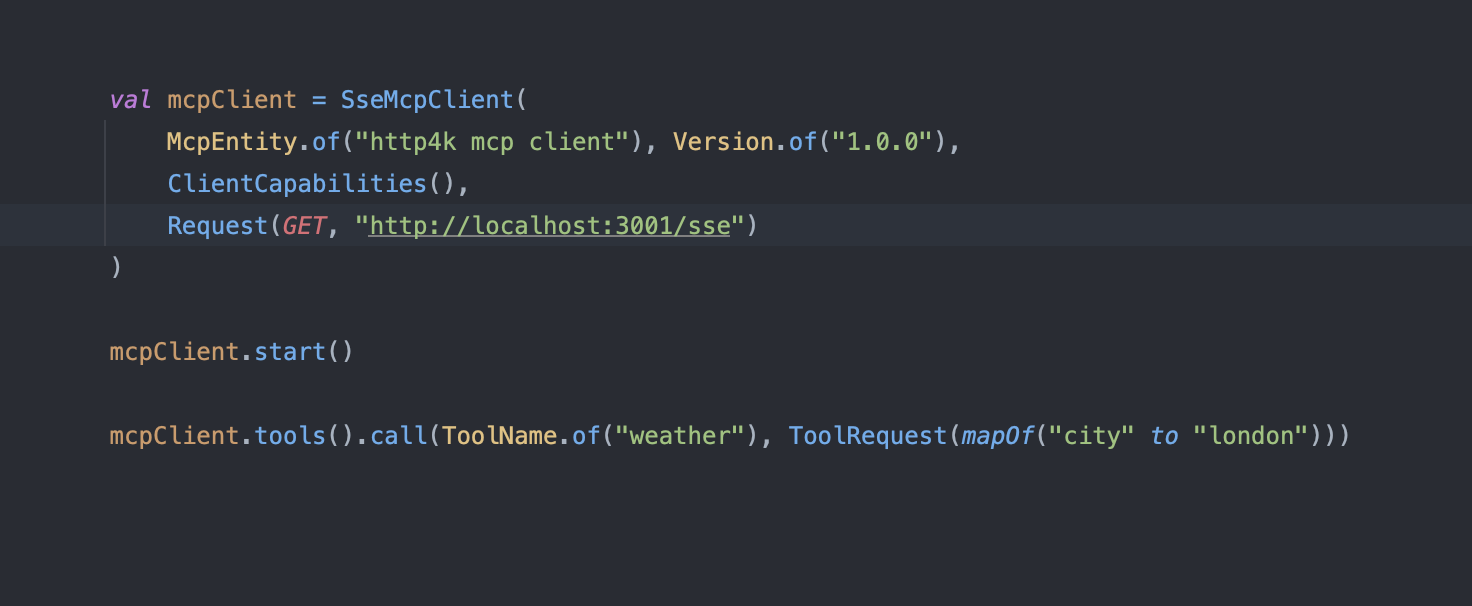 val mcpClient = SseMcpClient(
    McpEntity.of("http4k mcp client"), Version.of("1.0.0"),
    ClientCapabilities(),
    Request(GET, "http://localhost:3001/sse")
)
mcpClient.start()
mcpClient.tools().call(ToolName.of("weather"), ToolRequest(mapOf("city" to "london")))